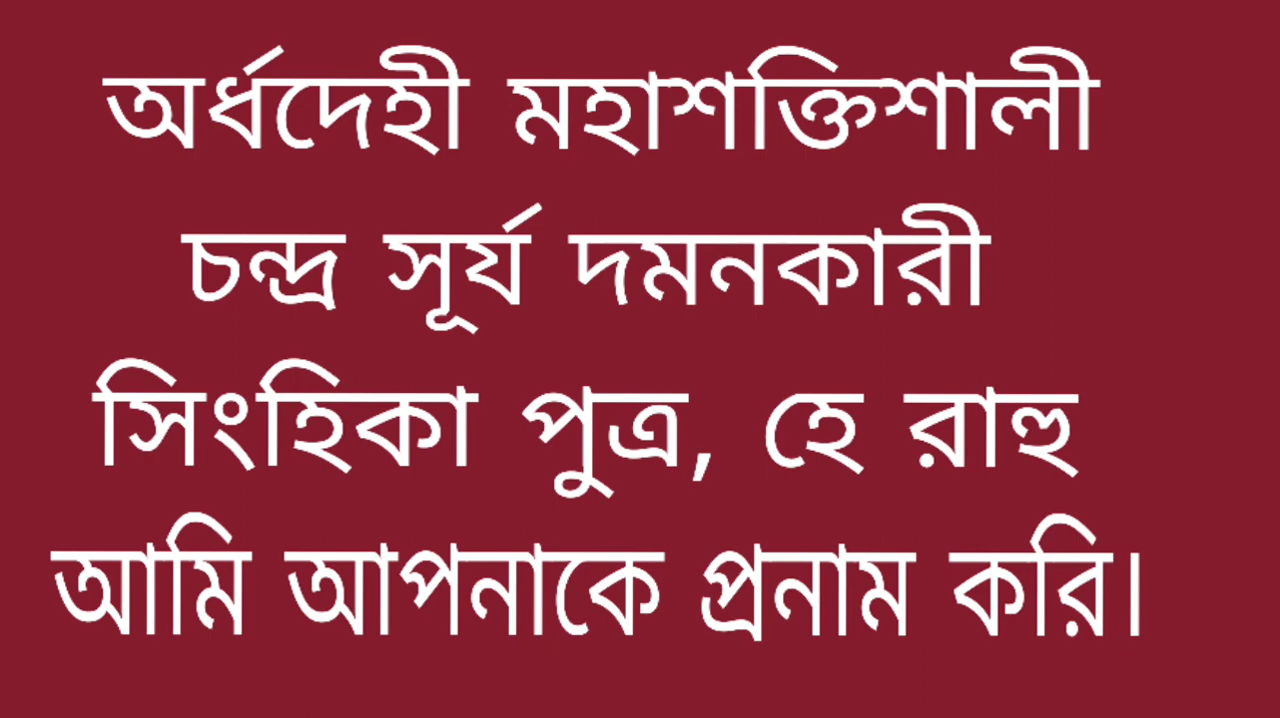 অর্ধদেহী মহাশক্তিশালী
চন্দ্র সূর্য দমনকারী
সিংহিকা পুত্র, হে রাহু
আমি আপনাকে প্রনাম করি।